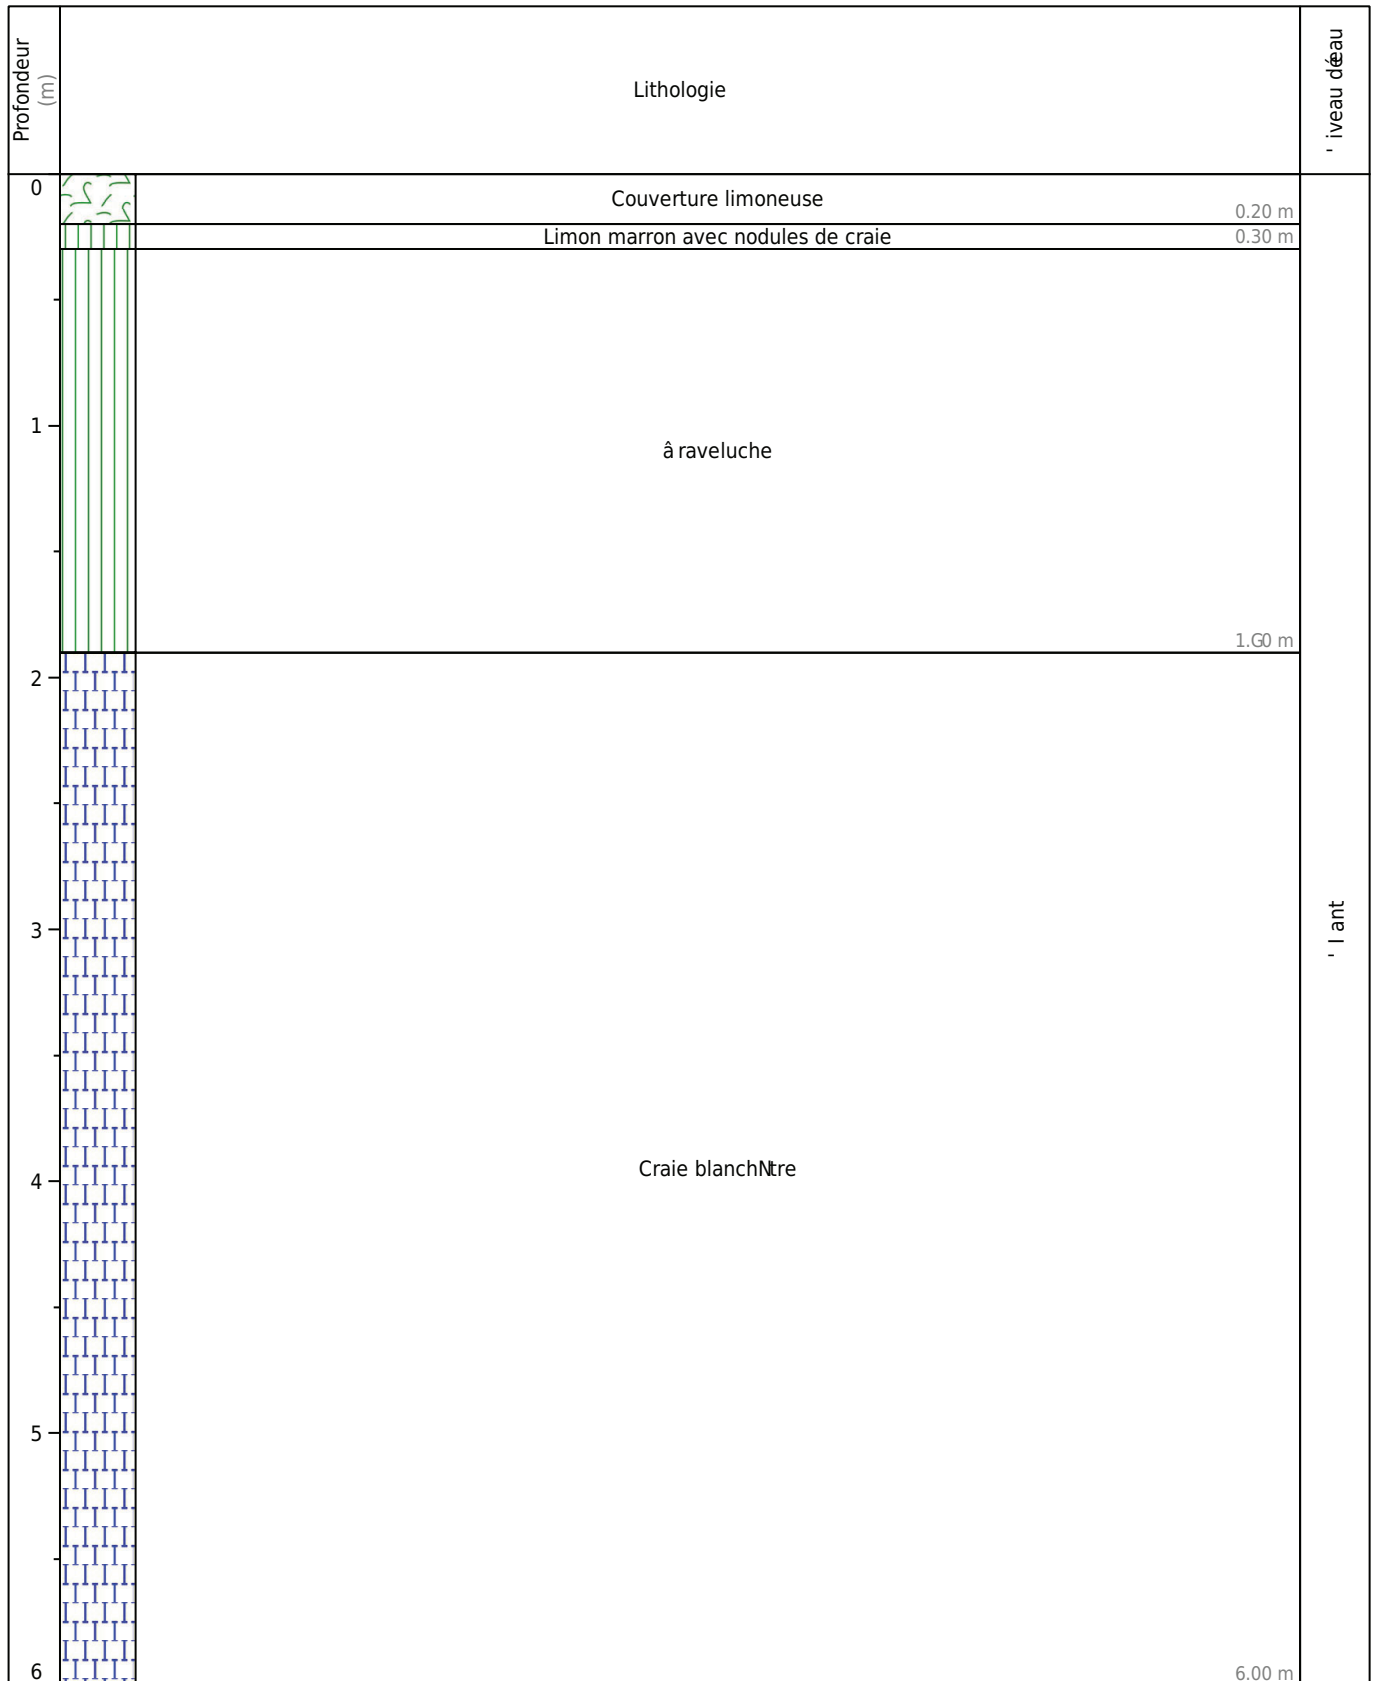 Profondeur
(m)
Lithologie
' iveau déeau
0
Couverture limoneuse
0.20 m
Limon marron avec nodules de craie
0.30 m
1
â raveluche
1.G0 m
2
3
' l ant
Craie blanchNtre
4
5
6
6.00 m